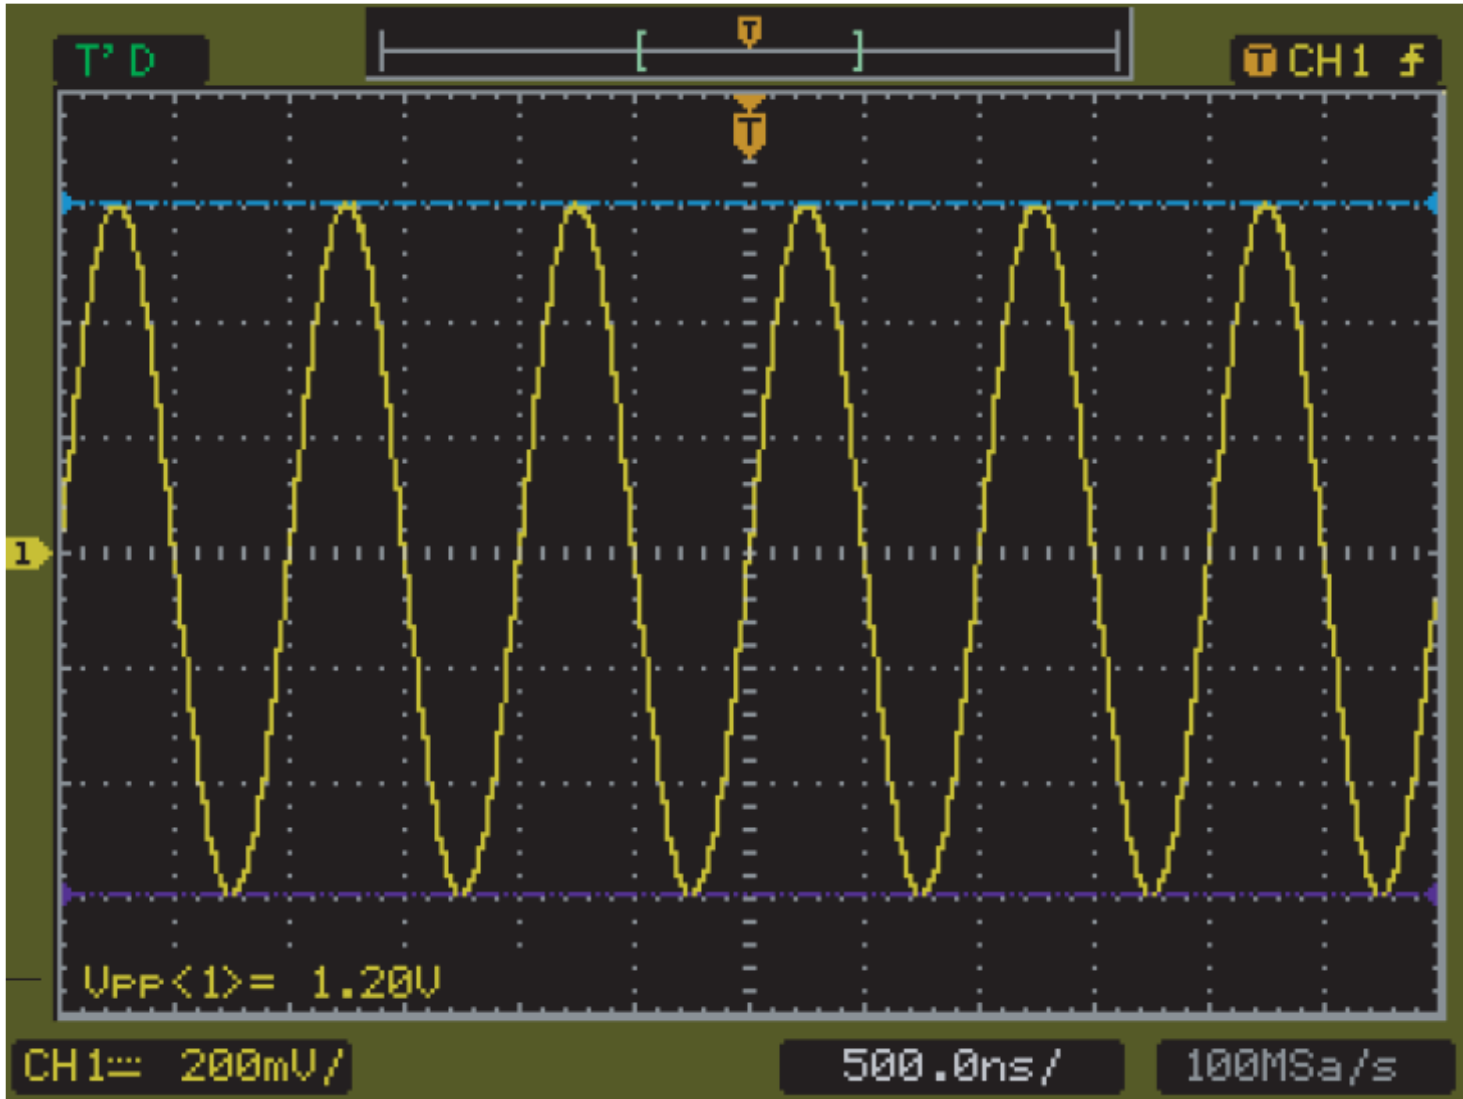 T’D
T
T CH1
T
1
Vpp<1>= 1.20V
CH1 200mV/
500.0ns/
100MSa/s